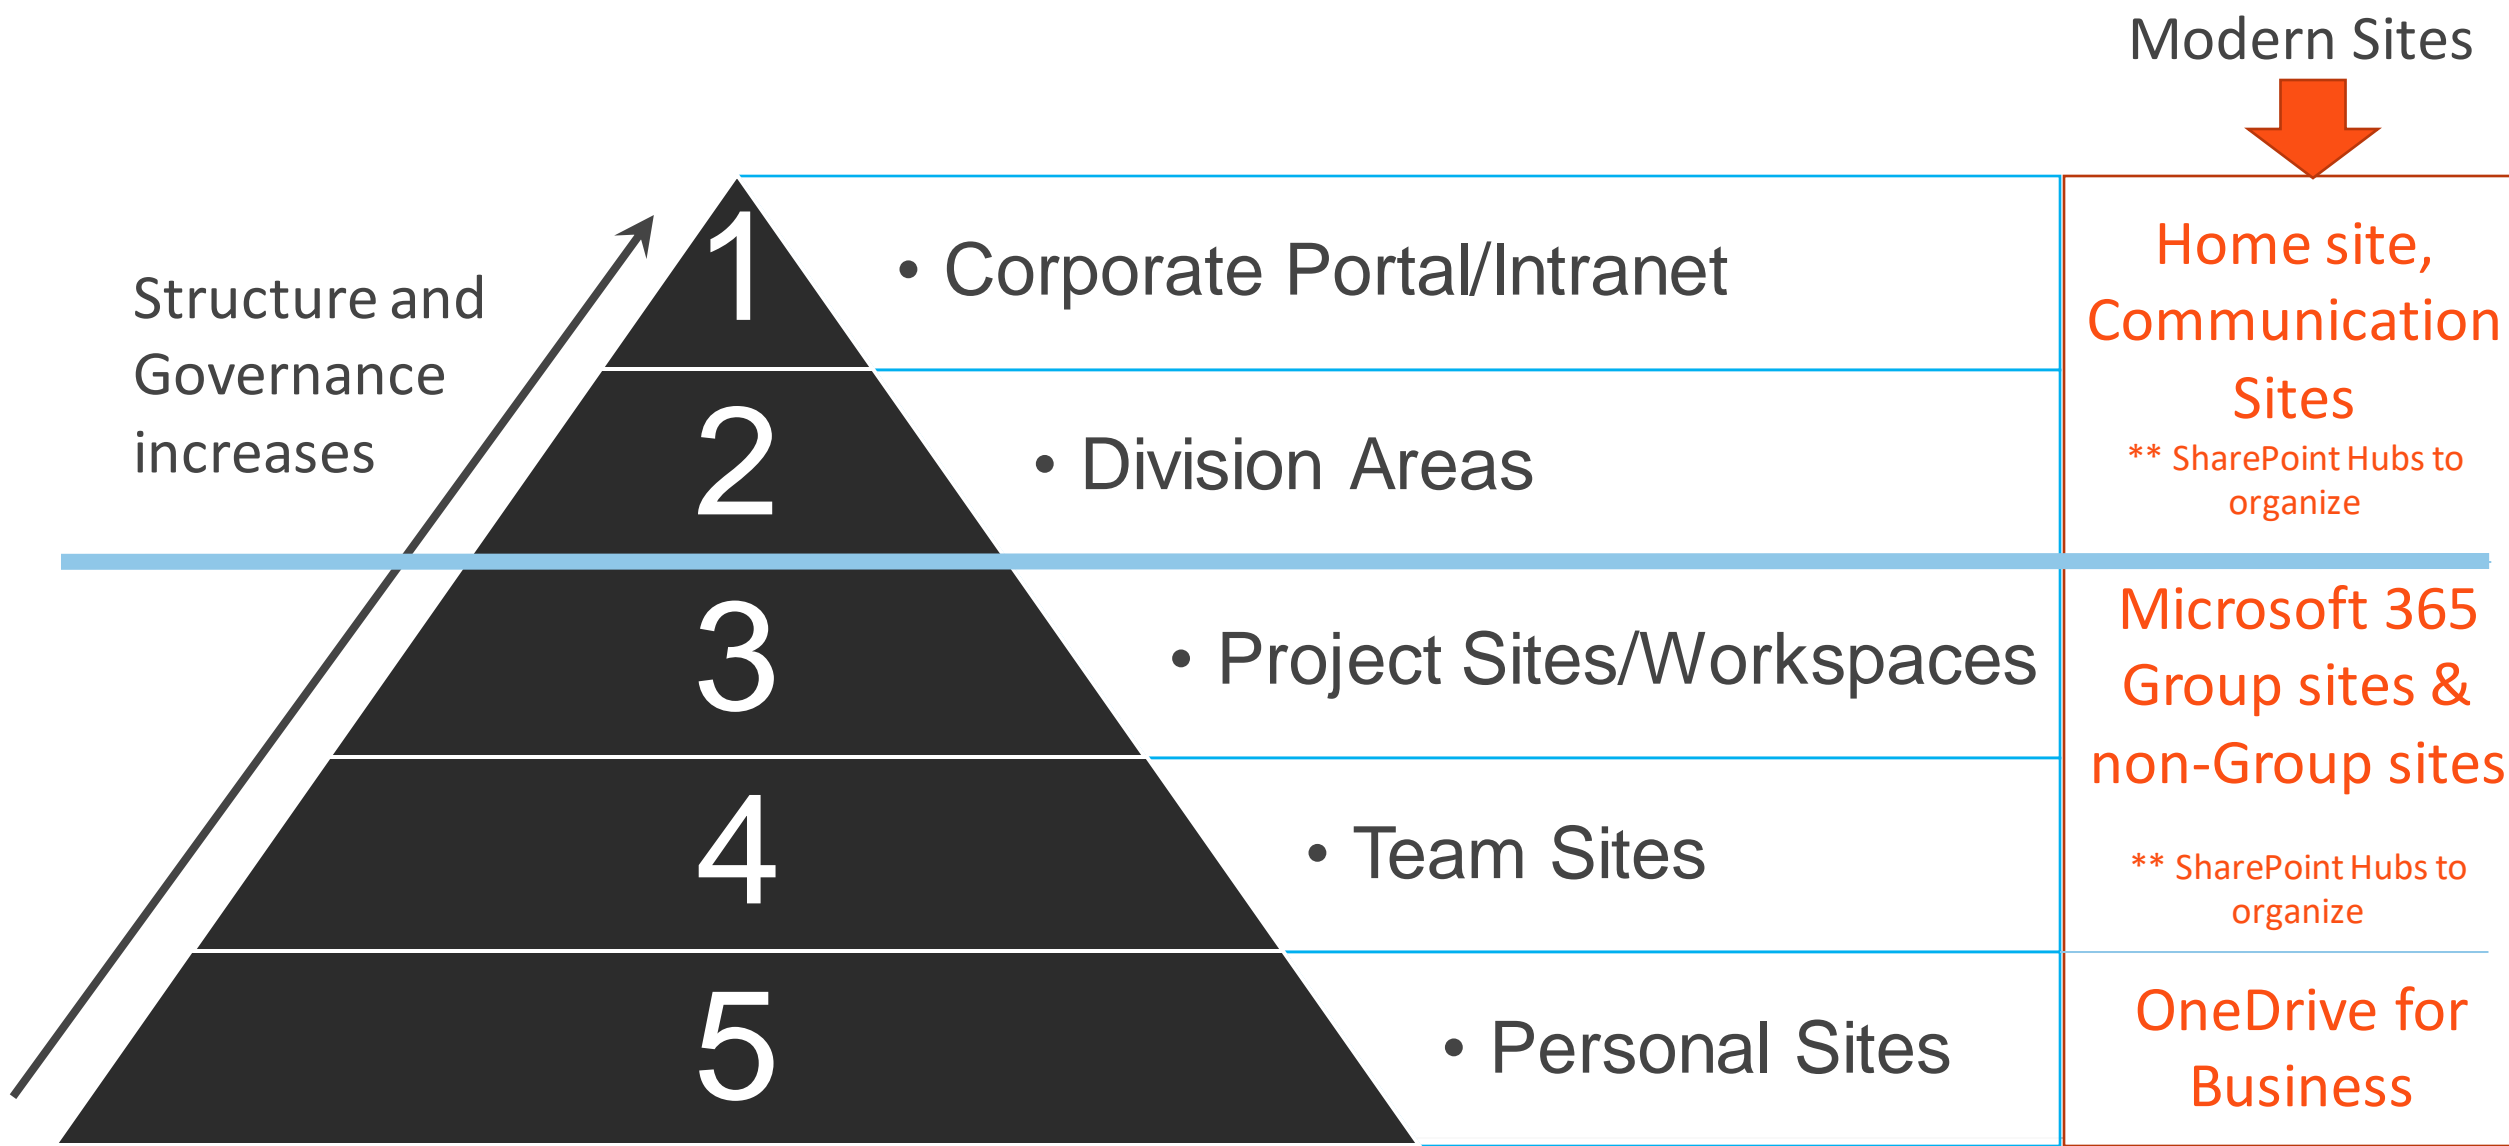 Modern Sites
Structure and
Governance
increases
1
• Corporate Portal/Intranet
2
• Division Areas
3
• Project Sites/Workspaces
4
• Team Sites
5
• Personal Sites
Home site,
Communication
Sites
** SharePoint Hubs to
organize
Microsoft 365
Group sites &
non-Group sites
** SharePoint Hubs to
organize
OneDrive for
Business